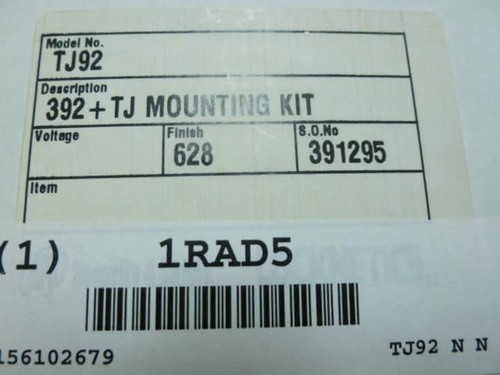 Model No.
TJ92
Description
392+TJ MOUNTING KIT
Voltage Finish S.O.No
628 391295
Item
(1) 1RAD5
156102679 TJ92 N N